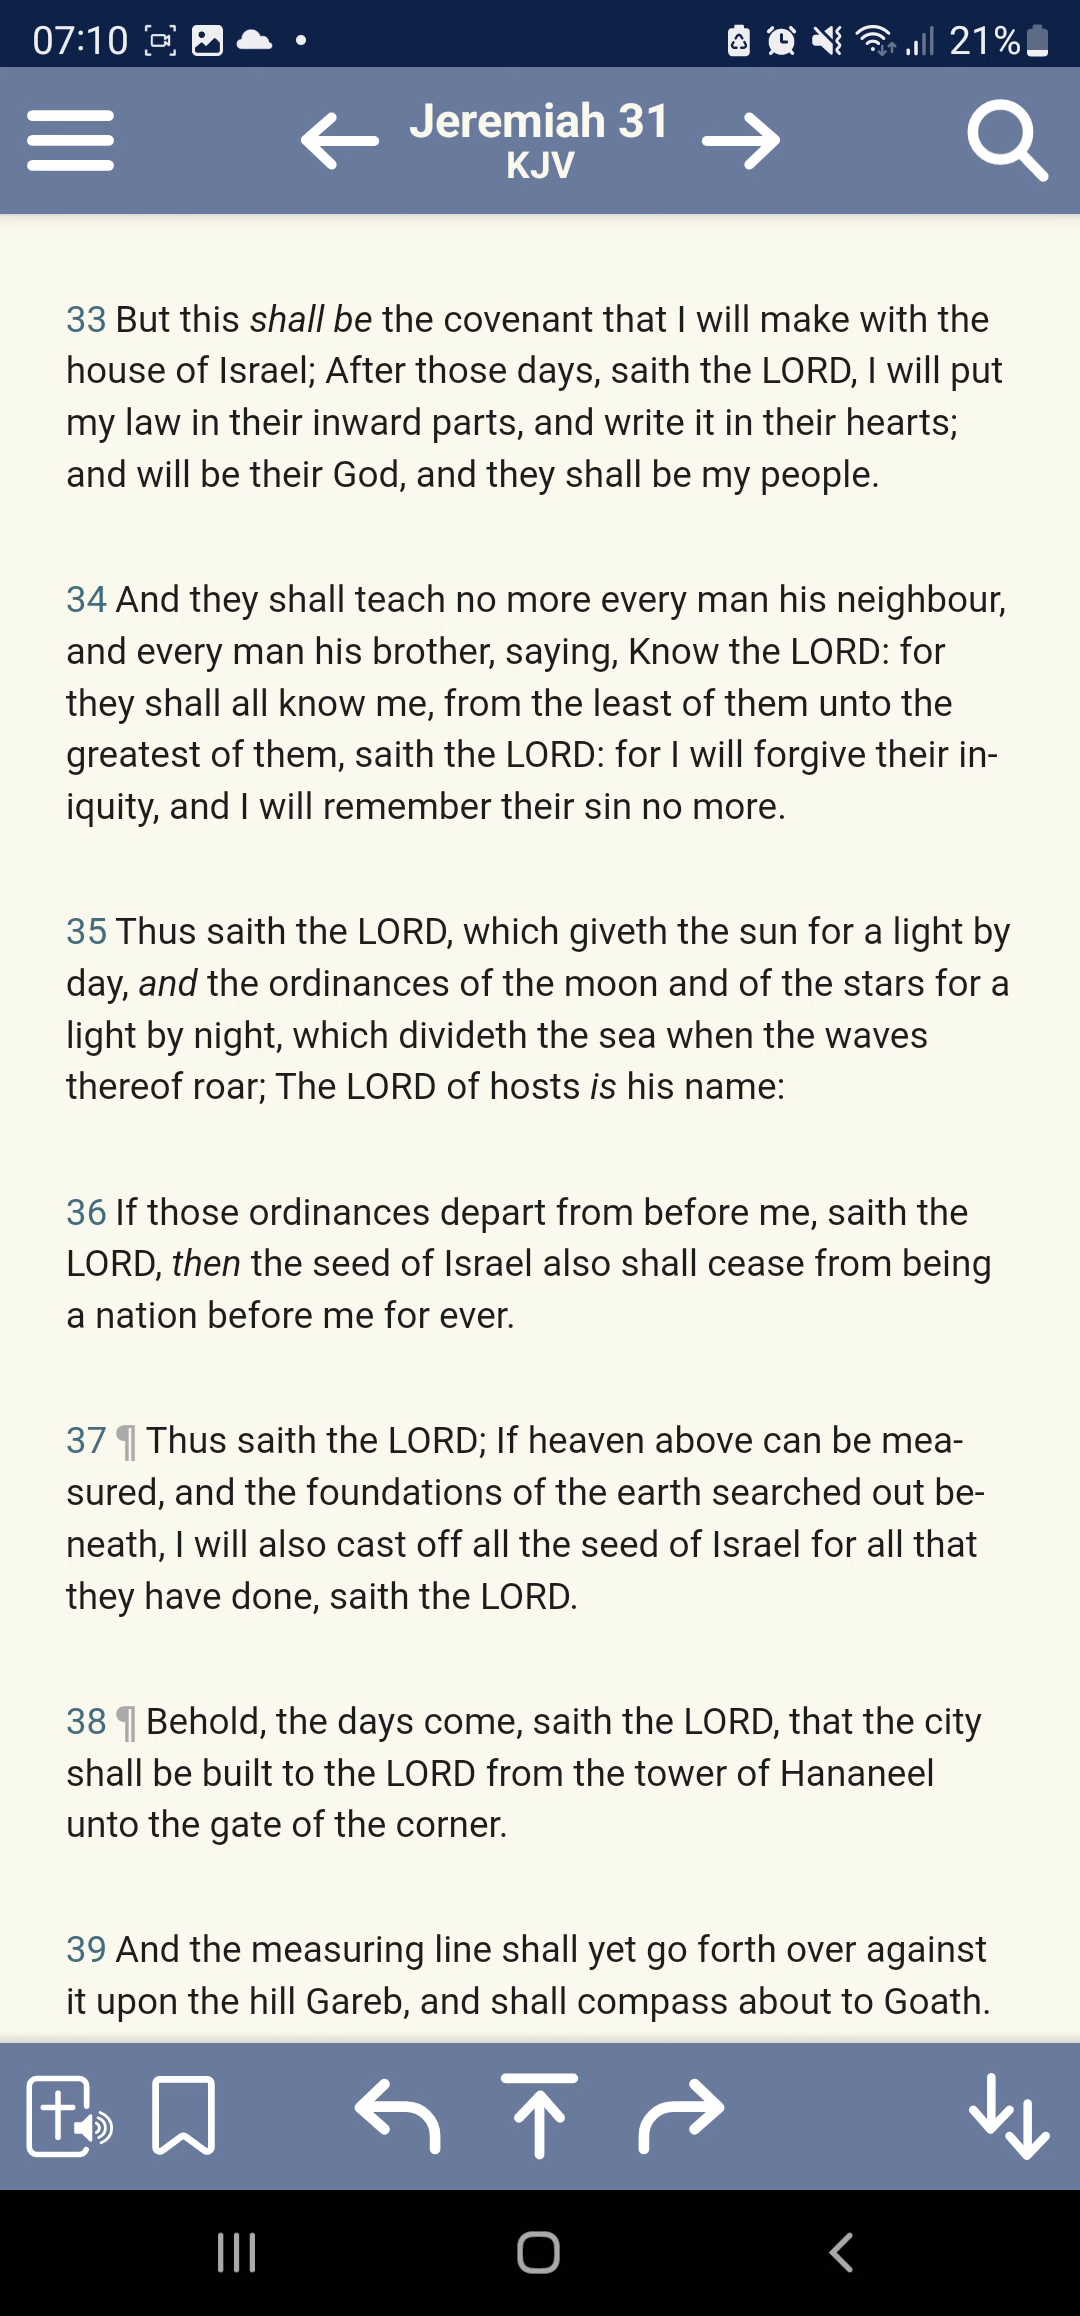 07:10
21%
Jeremiah 31
KJV
33 But this shall be the covenant that I will make with the
house of Israel; After those days, saith the LORD, I will put
my law in their inward parts, and write it in their hearts;
and will be their God, and they shall be my people.
34 And they shall teach no more every man his neighbour,
and every man his brother, saying, Know the LORD: for
they shall all know me, from the least of them unto the
greatest of them, saith the LORD: for I will forgive their in-
iquity, and I will remember their sin no more.
35 Thus saith the LORD, which giveth the sun for a light by
day, and the ordinances of the moon and of the stars for a
light by night, which divideth the sea when the waves
thereof roar; The LORD of hosts is his name:
36 If those ordinances depart from before me, saith the
LORD, then the seed of Israel also shall cease from being
a nation before me for ever.
37 ¶ Thus saith the LORD; If heaven above can be mea-
sured, and the foundations of the earth searched out be-
neath, I will also cast off all the seed of Israel for all that
they have done, saith the LORD.
38 ¶ Behold, the days come, saith the LORD, that the city
shall be built to the LORD from the tower of Hananeel
unto the gate of the corner.
39 And the measuring line shall yet go forth over against
it upon the hill Gareb, and shall compass about to Goath.